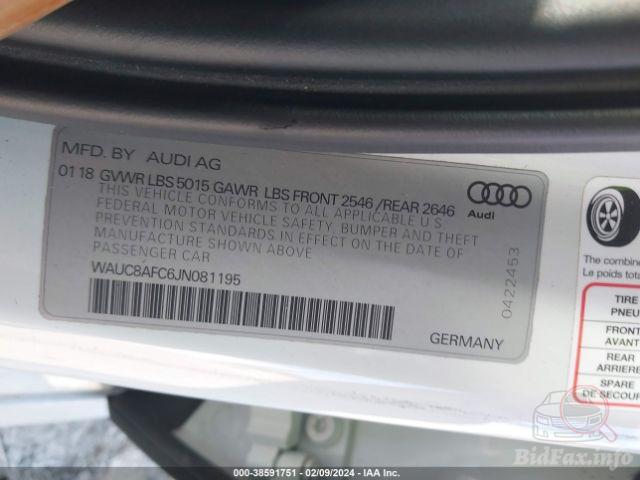 MFD. BY AUDI AG
01 18 GVWR LBS 5015 GAWR LBS FRONT 2546 /REAR 2646
THIS VEHICLE CONFORMS TO ALL APPLICABLE U S
FEDERAL MOTOR VEHICLE SAFETY, BUMPER AND THEFT
PREVENTION STANDARDS IN EFFECT ON THE DATE OF
MANUFACTURE SHOWN ABOVE
PASSENGER CAR
WAUC8AFC6JN081195
GERMANY
Audi
0422453
The combine
Le poids tota
TIRE
PNEU
FRONT
AVANT
REAR
ARRIERE
SPARE
DE SECOUR
BidFax.info
000-38591751 - 02/09/2024 - IAA Inc.